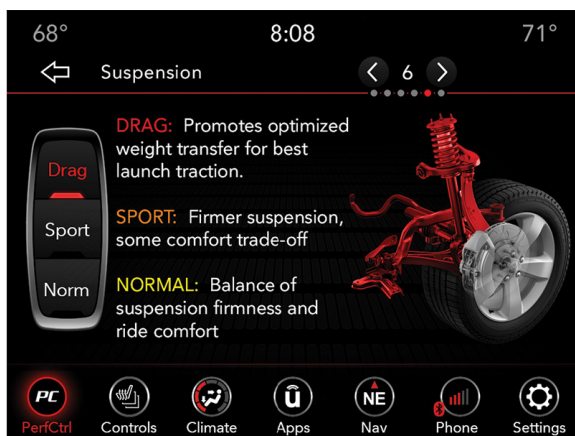 68° 8:08 71°
Suspension 6
DRAG: Promotes optimized
weight transfer for best
launch traction.
Drag
SPORT: Firmer suspension,
some comfort trade-off
Sport
NORMAL: Balance of
suspension firmness and
ride comfort
Norm
PC NE
PerfCtrl Controls Climate Apps Nav Phone Settings